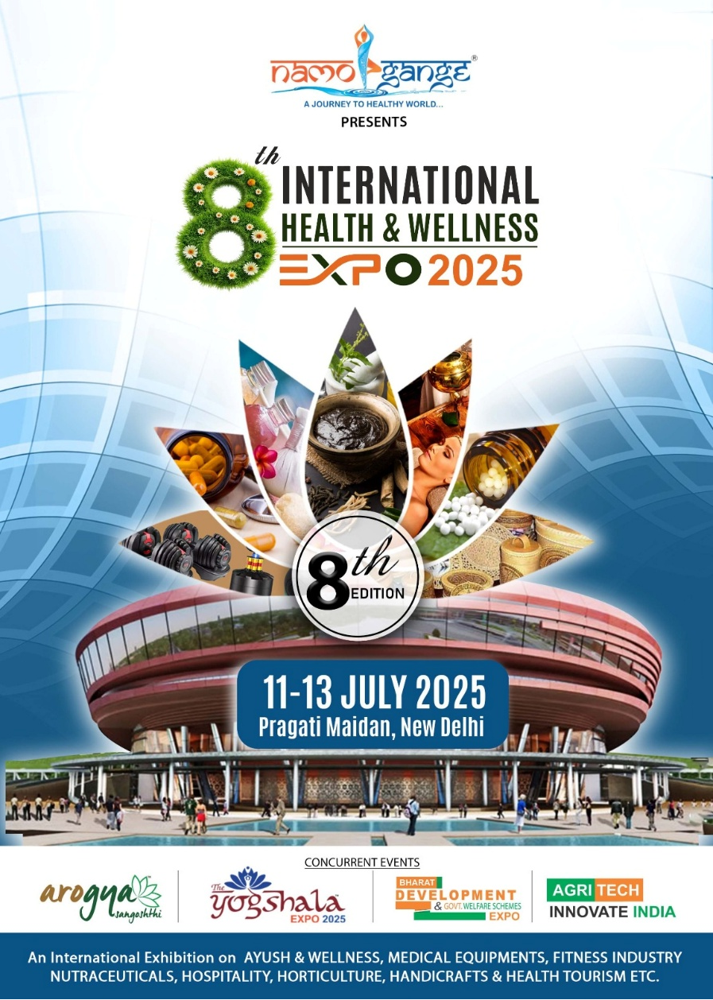 namo gange®
A JOURNEY TO HEALTHY WORLD...
PRESENTS
8th INTERNATIONAL
HEALTH & WELLNESS
EXPO 2025
8th
EDITION
11-13 JULY 2025
Pragati Maidan, New Delhi
CONCURRENT EVENTS
arogya™
sangoshthi
The
yogshala™
EXPO 2025
BHARAT
DEVELOPMENT
& GOVT. WELFARE SCHEMES
EXPO
AGRI TECH
INNOVATE INDIA
An International Exhibition on AYUSH & WELLNESS, MEDICAL EQUIPMENTS, FITNESS INDUSTRY
NUTRACEUTICALS, HOSPITALITY, HORTICULTURE, HANDICRAFTS & HEALTH TOURISM ETC.